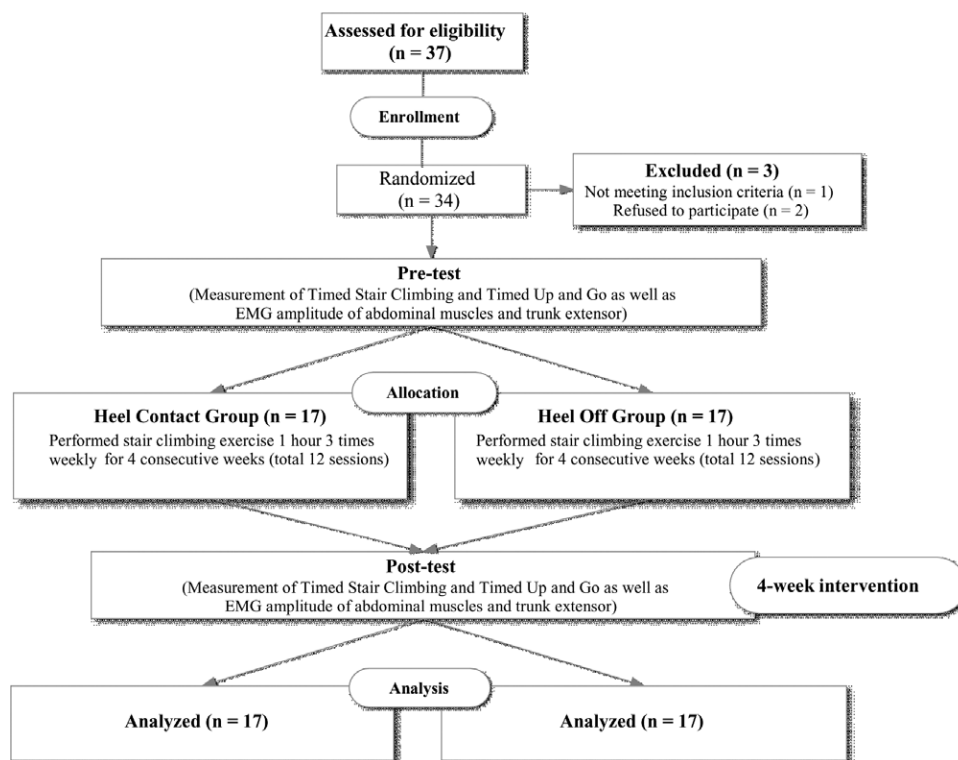 Assessed for eligibility
(n = 37)
Enrollment
Randomized
(n = 34)
Excluded (n = 3)
Not meeting inclusion criteria (n = 1)
Refused to participate (n = 2)
Pre-test
(Measurement of Timed Stair Climbing and Timed Up and Go as well as
EMG amplitude of abdominal muscles and trunk extensor)
Allocation
Heel Contact Group (n = 17)
Performed stair climbing exercise 1 hour 3 times
weekly for 4 consecutive weeks (total 12 sessions)
Heel Off Group (n = 17)
Performed stair climbing exercise 1 hour 3 times
weekly for 4 consecutive weeks (total 12 sessions)
Post-test
(Measurement of Timed Stair Climbing and Timed Up and Go as well as
EMG amplitude of abdominal muscles and trunk extensor)
4-week intervention
Analysis
Analyzed (n = 17)
Analyzed (n = 17)